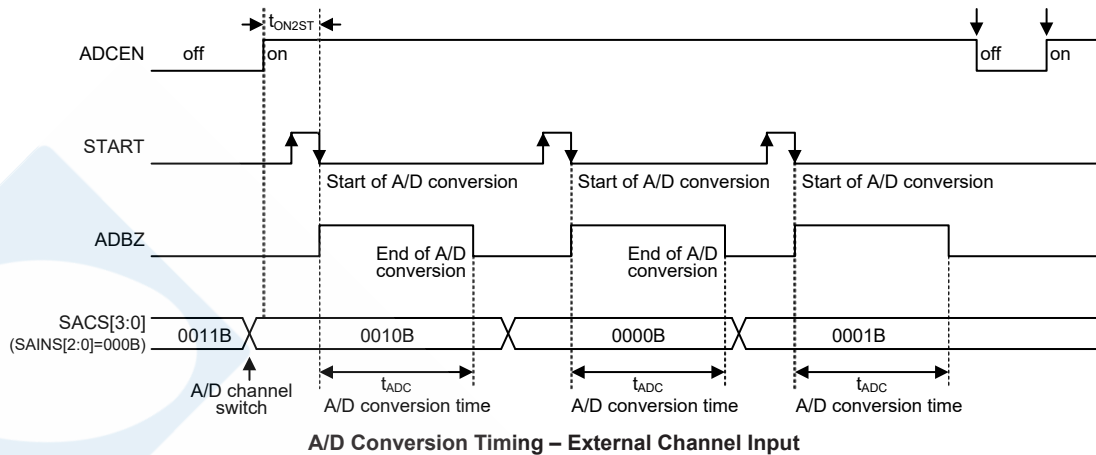 tON2ST
ADCEN off on off on
START
Start of A/D conversion Start of A/D conversion Start of A/D conversion
ADBZ
End of A/D conversion End of A/D conversion
SACS[3:0]
(SAINS[2:0]=000B)
0011B 0010B 0000B 0001B
A/D channel switch
tADC tADC tADC
A/D conversion time A/D conversion time A/D conversion time
A/D Conversion Timing – External Channel Input